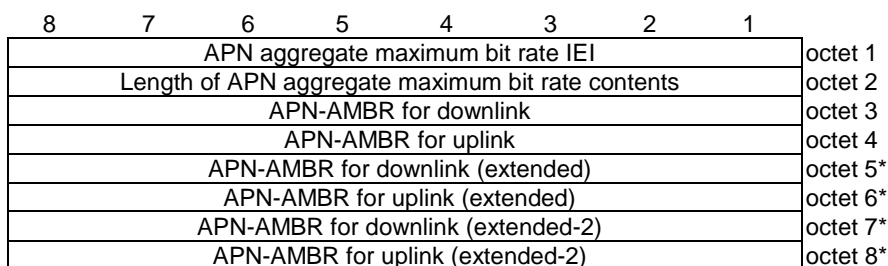 8 7 6 5 4 3 2 1
APN aggregate maximum bit rate IEI octet 1
Length of APN aggregate maximum bit rate contents octet 2
APN-AMBR for downlink octet 3
APN-AMBR for uplink octet 4
APN-AMBR for downlink (extended) octet 5*
APN-AMBR for uplink (extended) octet 6*
APN-AMBR for downlink (extended-2) octet 7*
APN-AMBR for uplink (extended-2) octet 8*